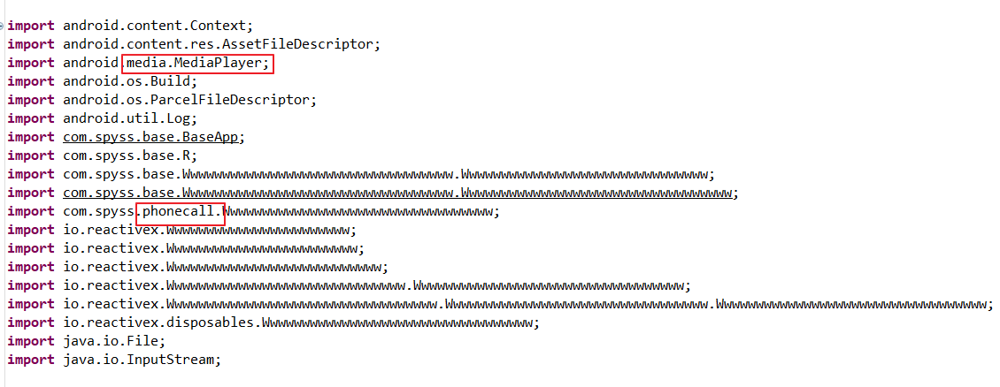 import android.content.Context;
import android.content.res.AssetFileDescriptor;
import android.media.MediaPlayer;
import android.os.Build;
import android.os.ParcelFileDescriptor;
import android.util.Log;
import com.spyss.base.BaseApp;
import com.spyss.base.R;
import com.spyss.base.Wwwwwwwwwwwwwwwwwwwwwwwwwwwwwwwwww.Wwwwwwwwwwwwwwwwwwwwwwwwwwwwwww;
import com.spyss.base.Wwwwwwwwwwwwwwwwwwwwwwwwwwwwwwwwww.Wwwwwwwwwwwwwwwwwwwwwwwwwwwwwwwwww;
import com.spyss.phonecall.Wwwwwwwwwwwwwwwwwwwwwwwwwwwwwwwwww;
import io.reactivex.Wwwwwwwwwwwwwwwwwwwwwww;
import io.reactivex.Wwwwwwwwwwwwwwwwwwwwwwww;
import io.reactivex.Wwwwwwwwwwwwwwwwwwwwwwwwwww;
import io.reactivex.Wwwwwwwwwwwwwwwwwwwwwwwwwwwwww.Wwwwwwwwwwwwwwwwwwwwwwwwwwwwwwwwww;
import io.reactivex.Wwwwwwwwwwwwwwwwwwwwwwwwwwwwwwwwww.Wwwwwwwwwwwwwwwwwwwwwwwwwwwwwwwww.Wwwwwwwwwwwwwwwwwwwwwwwwwwwwwwwwww;
import io.reactivex.disposables.Wwwwwwwwwwwwwwwwwwwwwwwwwwwwwwwwww;
import java.io.File;
import java.io.InputStream;